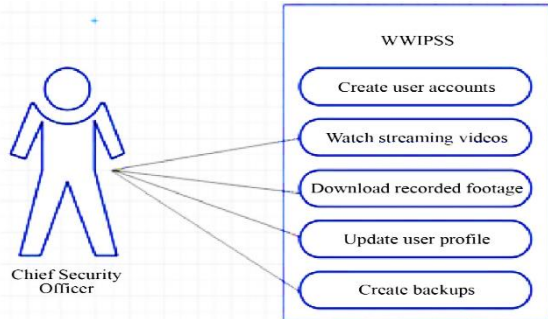 WWIPSS
Create user accounts
Watch streaming videos
Download recorded footage
Update user profile
Create backups
Chief Security
Officer